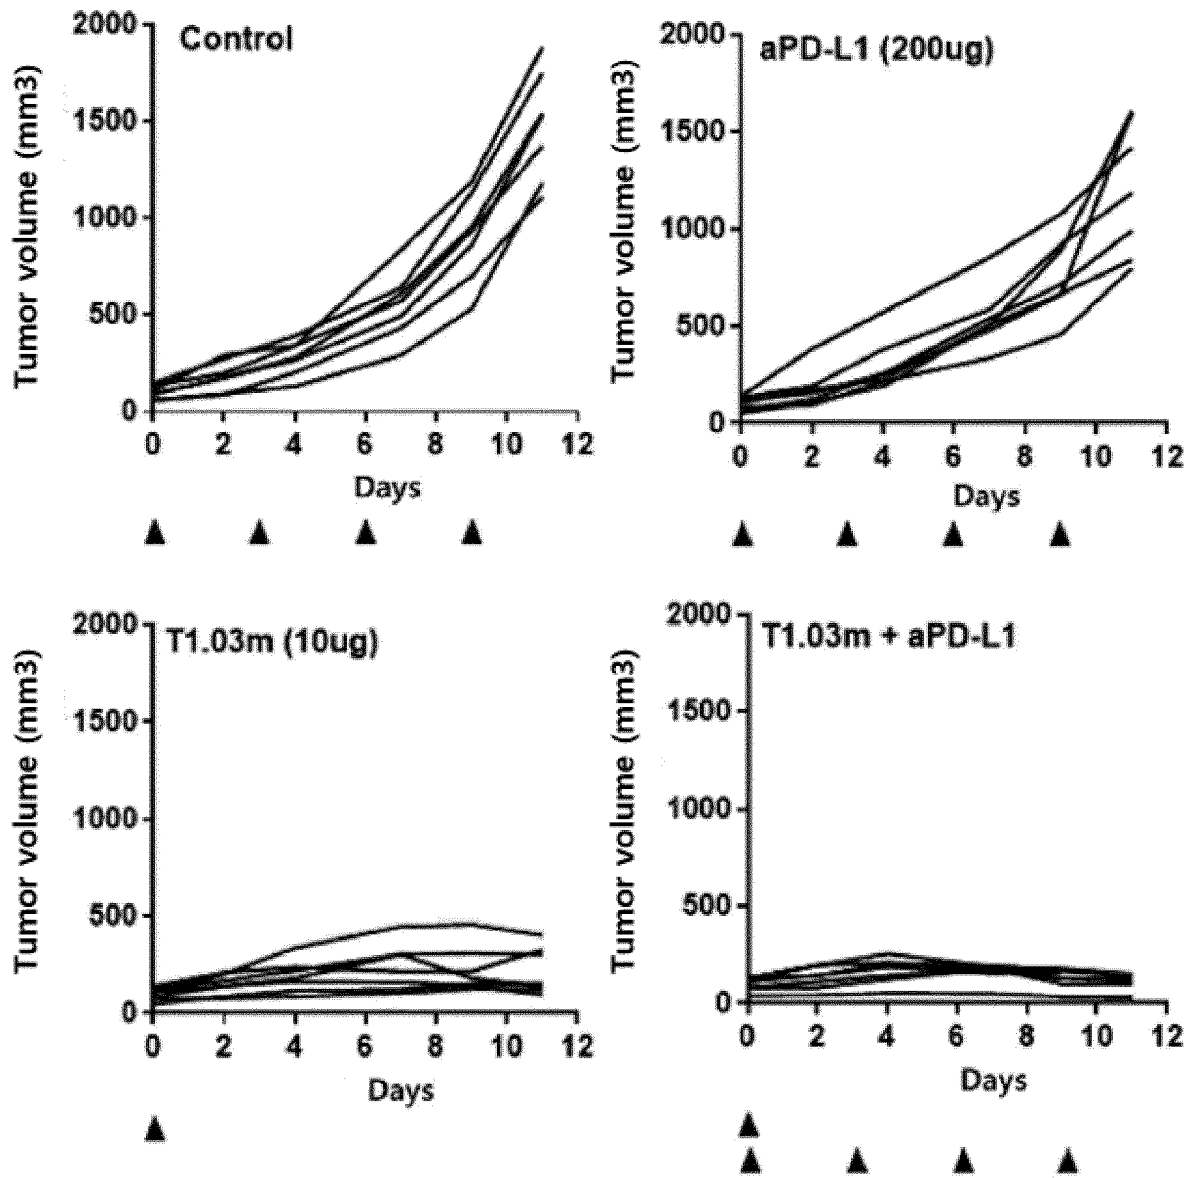 Control
Tumor volume (mm3)
2000
1500
1000
500
0
0 2 4 6 8 10 12
Days
aPD-L1 (200ug)
Tumor volume (mm3)
2000
1500
1000
500
0
0 2 4 6 8 10 12
Days
T1.03m (10ug)
Tumor volume (mm3)
2000
1500
1000
500
0
0 2 4 6 8 10 12
Days
T1.03m + aPD-L1
Tumor volume (mm3)
2000
1500
1000
500
0
0 2 4 6 8 10 12
Days